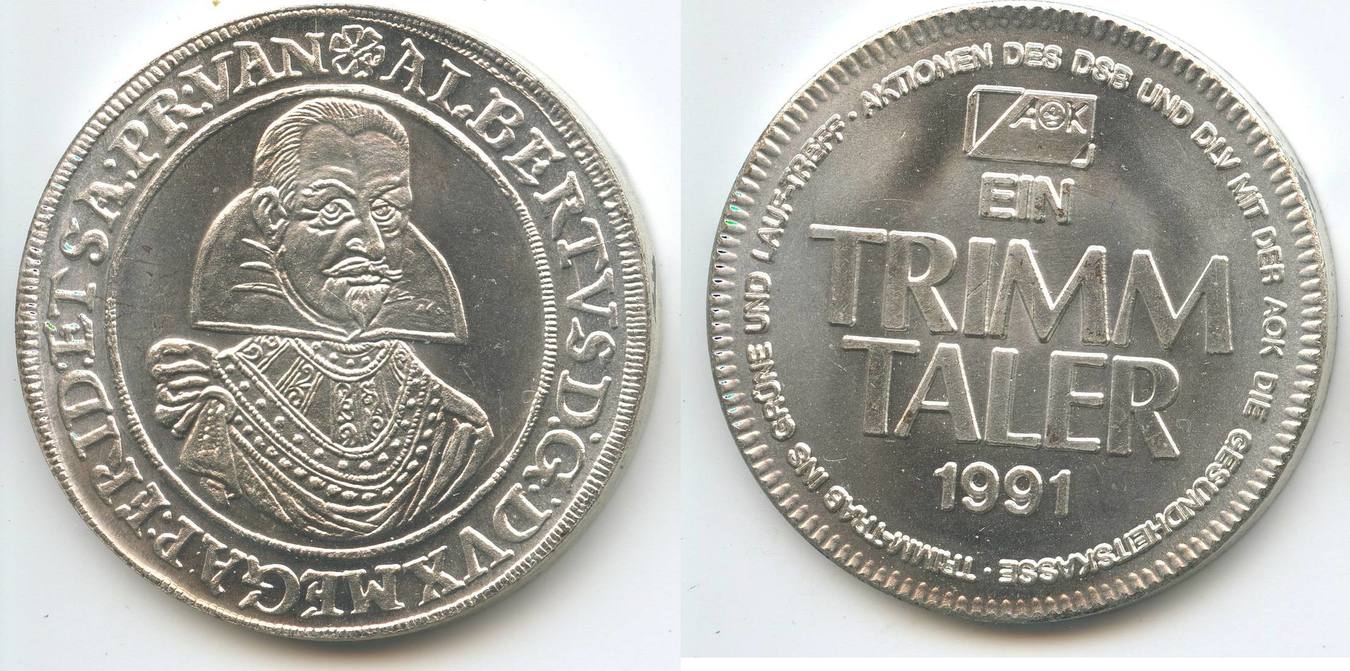 ALBERTVS.D:G:DVX MEGAP:FRID:ET SA:PR:VAN
AKTIONEN DES DSB UND DLV MIT DER AOK DIE GESUNDHEITSKASSE · TRIMM-TRAB INS GRÜNE UND LAUF-TREFF ·
AOK
EIN
TRIMM
TALER
1991